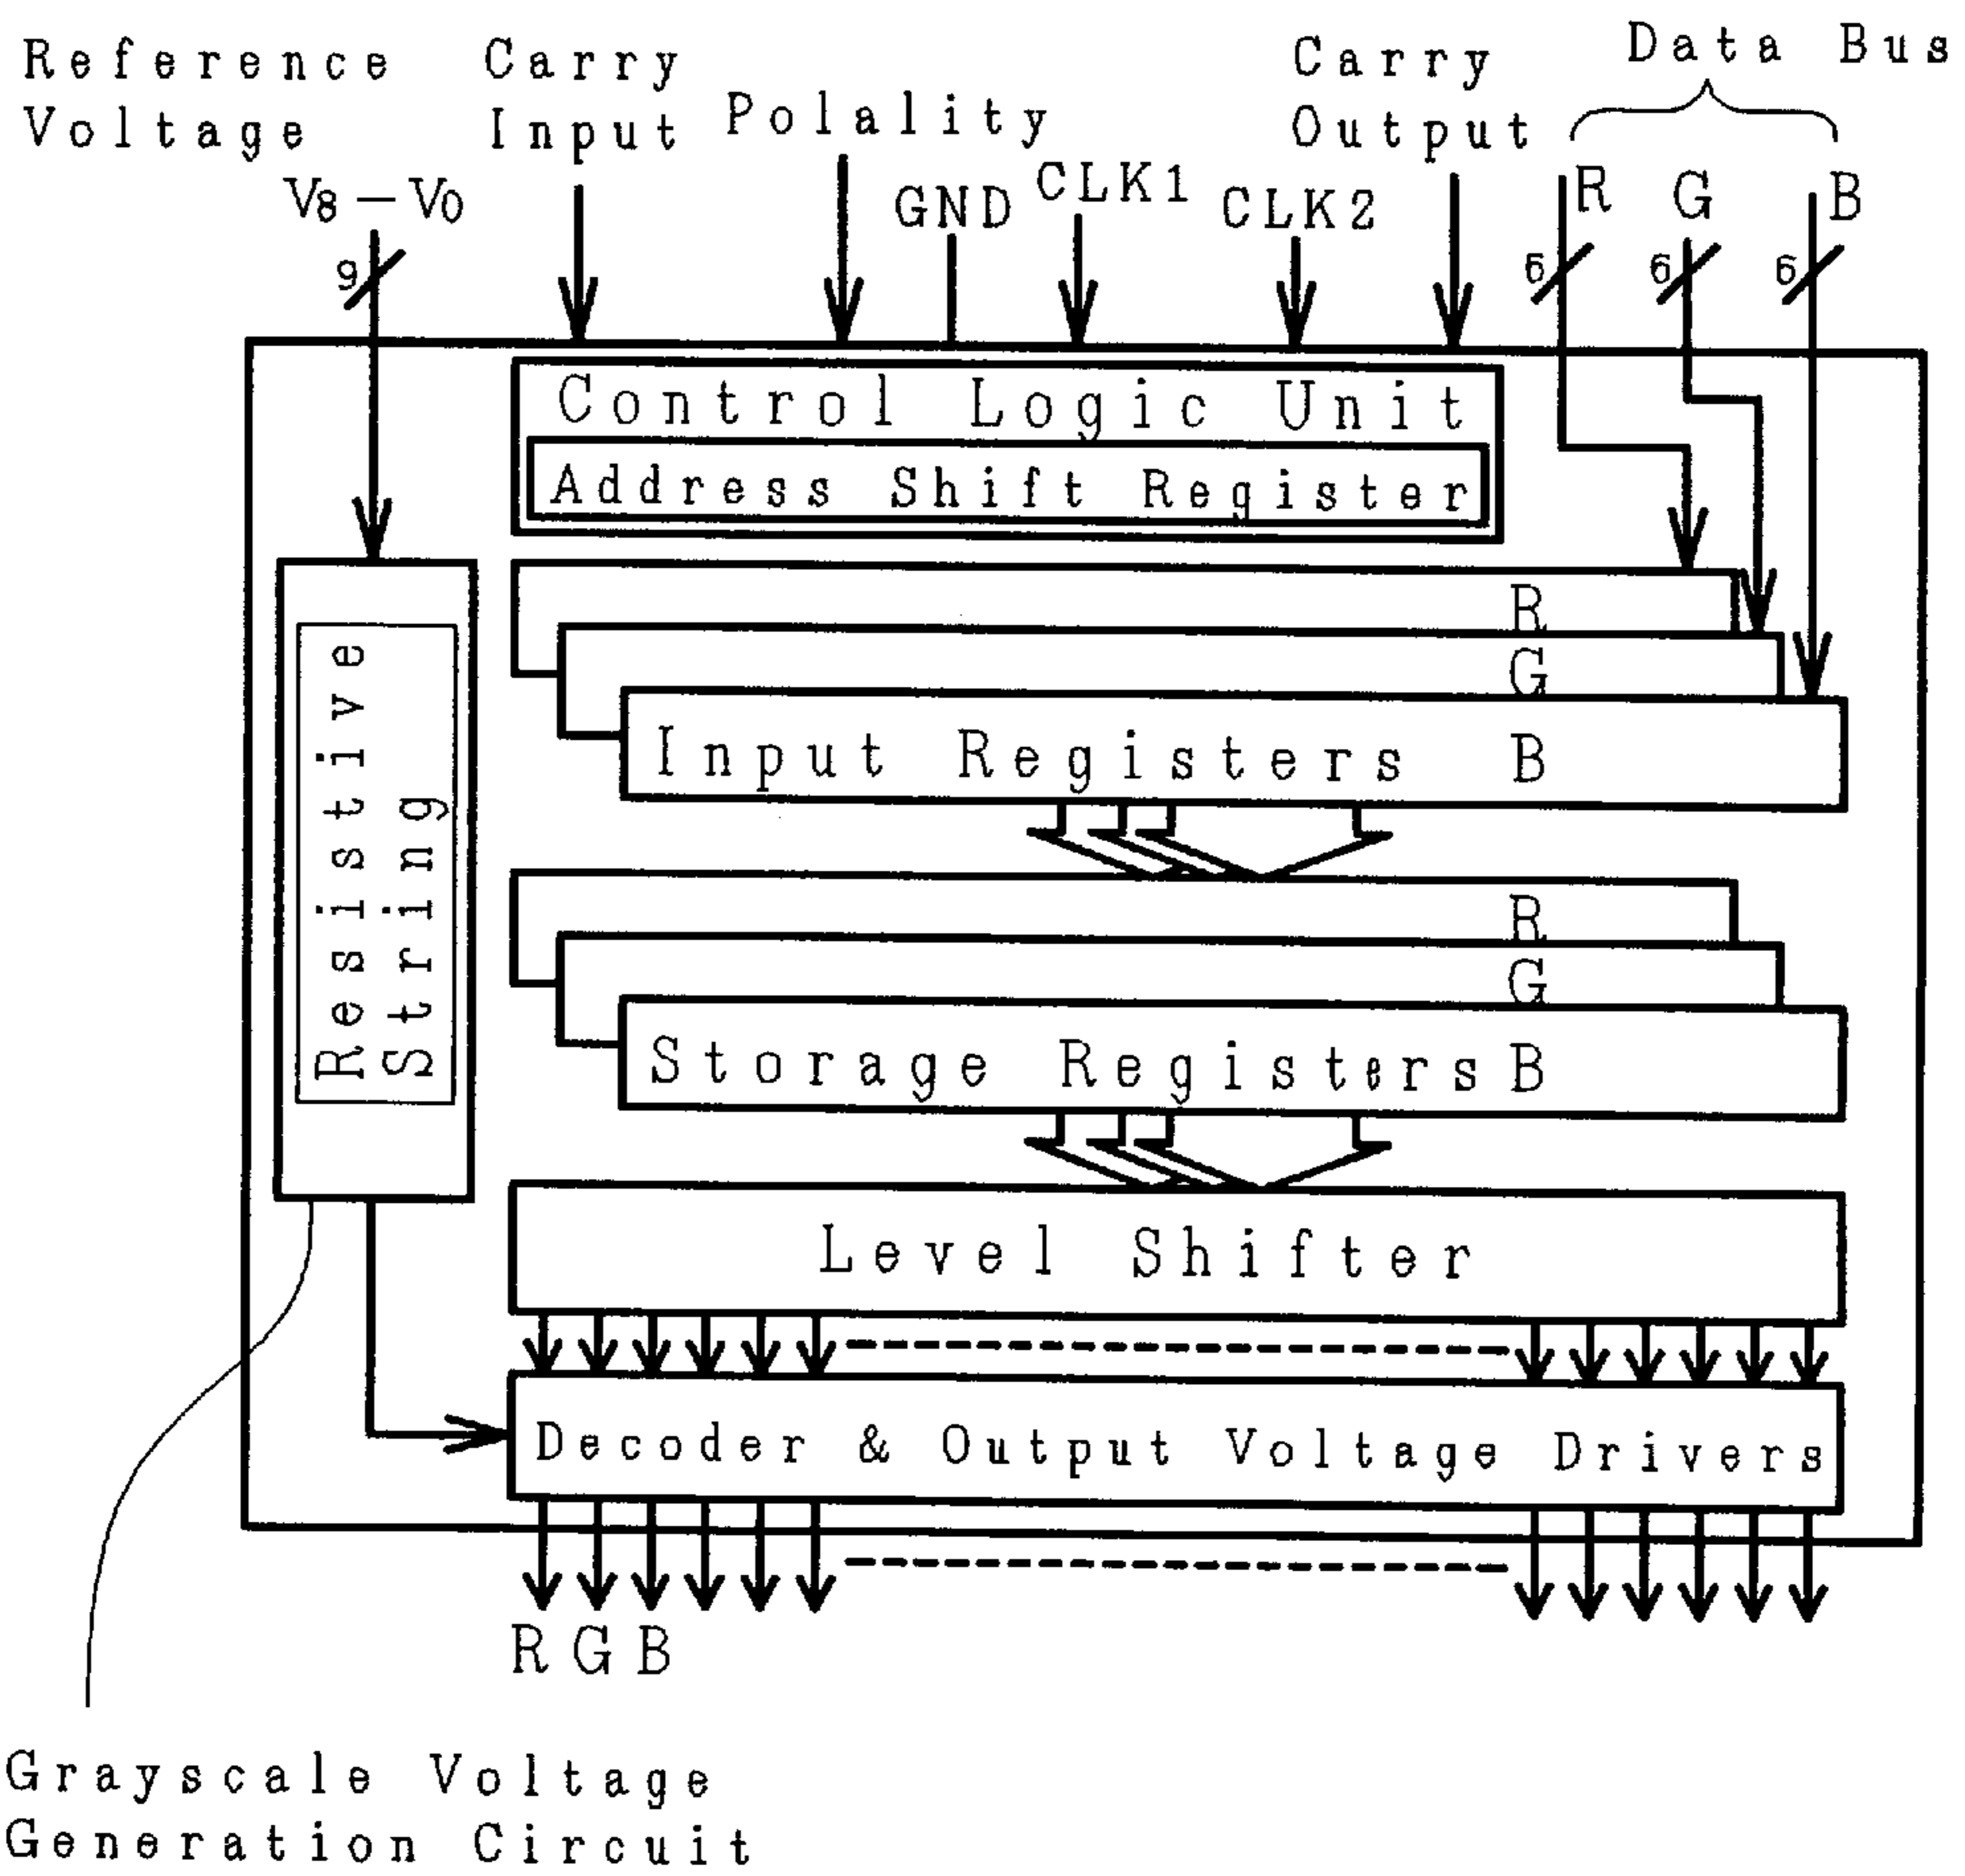 Reference
Voltage
V8-V0
9
Carry
Input
Polality
GND
CLK1
CLK2
Carry
Output
Data Bus
R
G
B
6
6
6
Control Logic Unit
Address Shift Register
Resistive
String
R
G
Input Registers B
R
G
Storage Registers B
Level Shifter
Decoder & Output Voltage Drivers
RGB
Grayscale Voltage
Generation Circuit